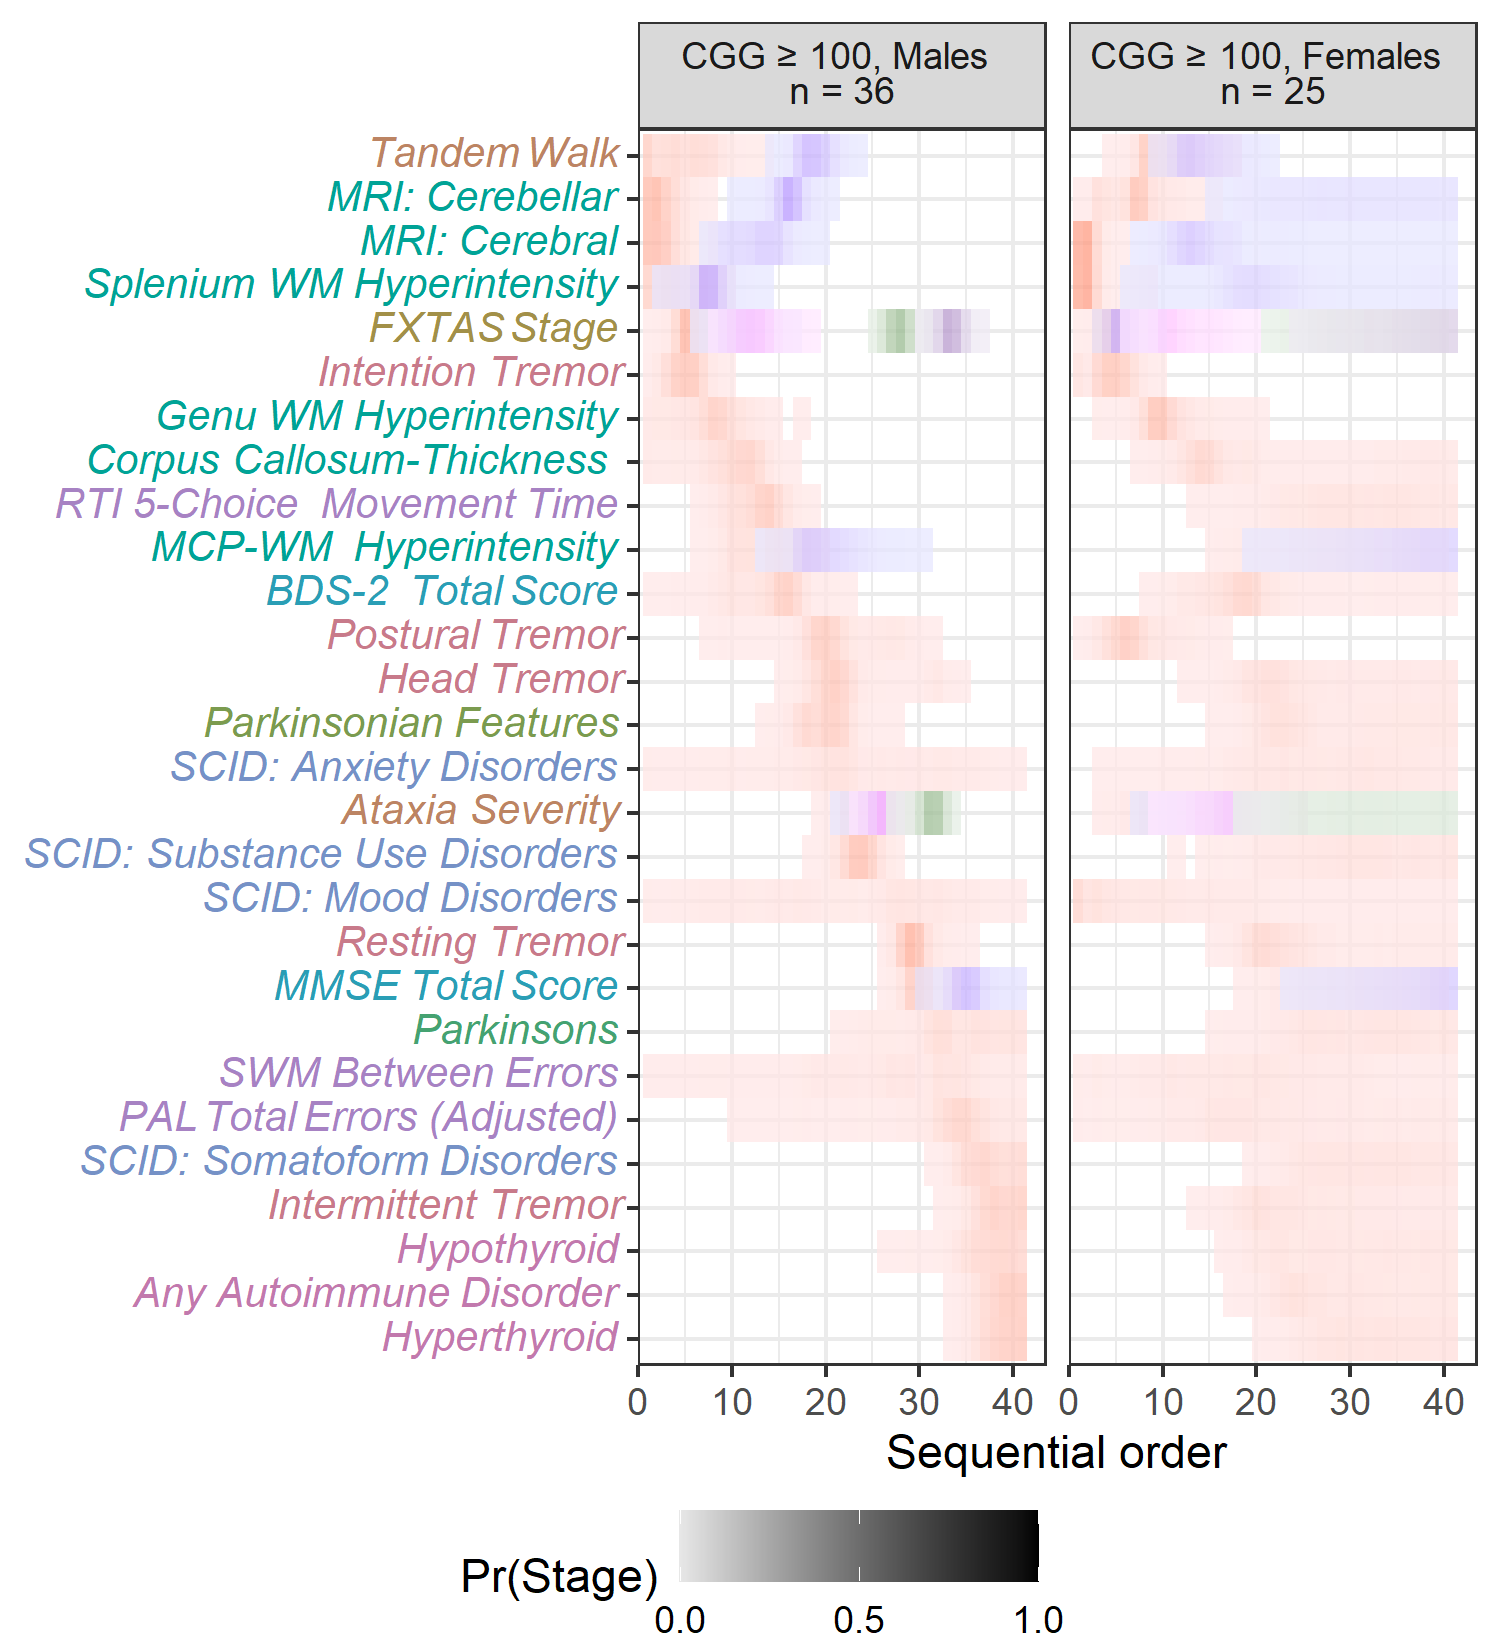 CGG ≥ 100, Males
n = 36
CGG ≥ 100, Females
n = 25
Tandem Walk
MRI: Cerebellar
MRI: Cerebral
Splenium WM Hyperintensity
FXTAS Stage
Intention Tremor
Genu WM Hyperintensity
Corpus Callosum-Thickness
RTI 5-Choice Movement Time
MCP-WM Hyperintensity
BDS-2 Total Score
Postural Tremor
Head Tremor
Parkinsonian Features
SCID: Anxiety Disorders
Ataxia Severity
SCID: Substance Use Disorders
SCID: Mood Disorders
Resting Tremor
MMSE Total Score
Parkinsons
SWM Between Errors
PAL Total Errors (Adjusted)
SCID: Somatoform Disorders
Intermittent Tremor
Hypothyroid
Any Autoimmune Disorder
Hyperthyroid
0 10 20 30 40 0 10 20 30 40
Sequential order
Pr(Stage)
0.0 0.5 1.0